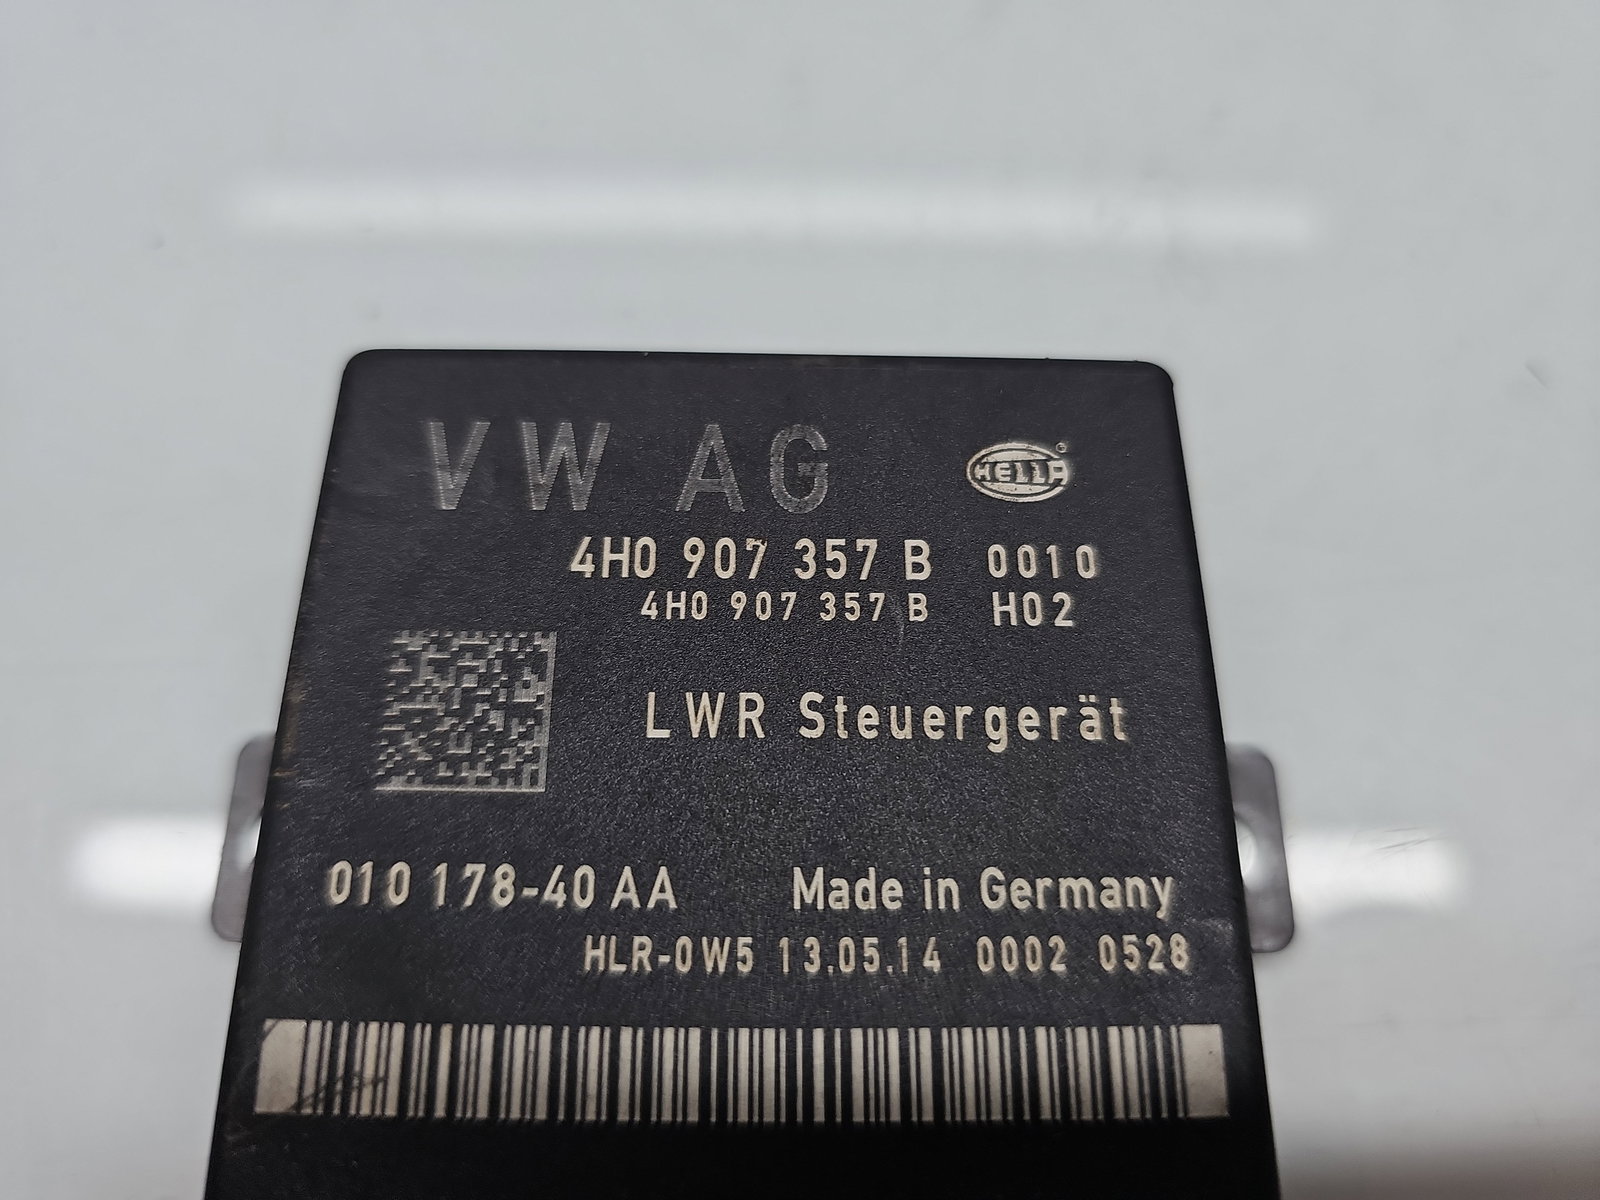 VW AG HELLA
4H0 907 357 B 0010
4H0 907 357 B H02
LWR Steuergerät
010 178-40 AA Made in Germany
HLR-0W5 13.05.14 0002 0528